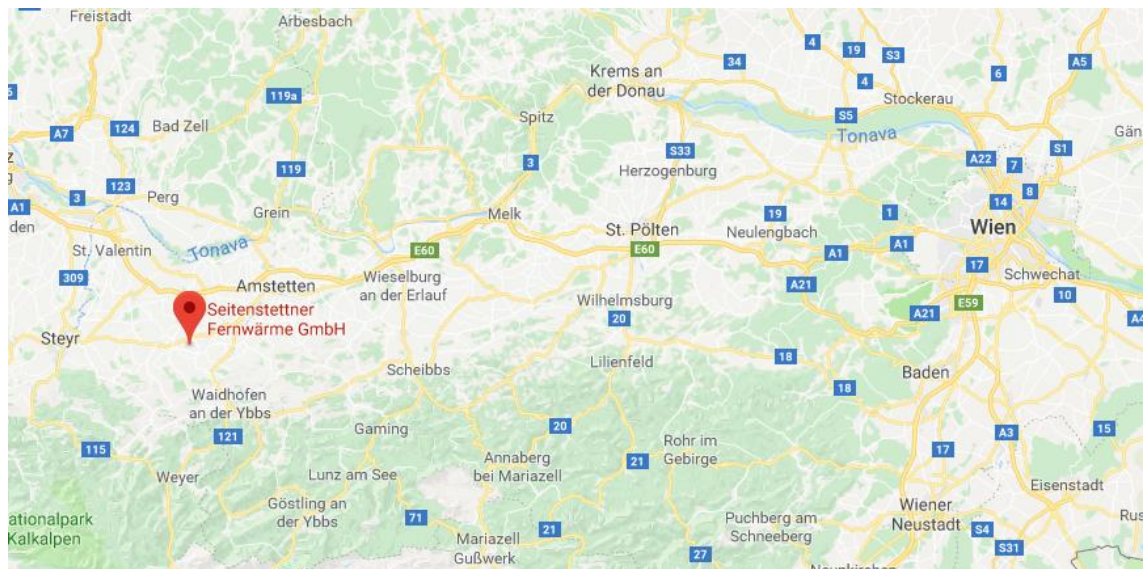 Freistadt
Arbesbach
Krems an
der Donau
34
4
19
S3
4
6
A5
119a
Spitz
S5
Stockerau
A7
124
Bad Zell
3
S33
Tonava
A22
7
S1
Gän
119
Herzogenburg
3
123
Perg
Grein
14
8
A1
den
Melk
St. Pölten
19
Neulengbach
1
Wien
St. Valentin
Tonava
E60
E60
A1
A1
309
Amstetten
Wieselburg
an der Erlauf
17
Schwechat
Seitenstettner
Fernwärme GmbH
Wilhelmsburg
20
A21
A21
E59
10
A4
Steyr
Scheibbs
Lilienfeld
18
18
Baden
Waidhofen
an der Ybbs
121
Gaming
20
Rohr im
Gebirge
A3
15
115
17
Weyer
Lunz am See
Annaberg
bei Mariazell
21
Eisenstadt
Göstling an
der Ybbs
71
21
Puchberg am
Schneeberg
Wiener
Neustadt
S4
Rus
ationalpark
Kalkalpen
Mariazell
Gußwerk
27
S31